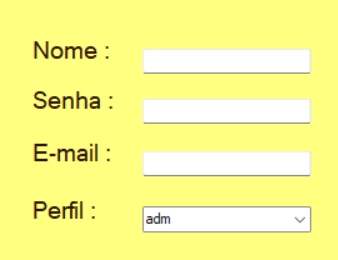 Nome :
Senha :
E-mail :
Perfil : adm